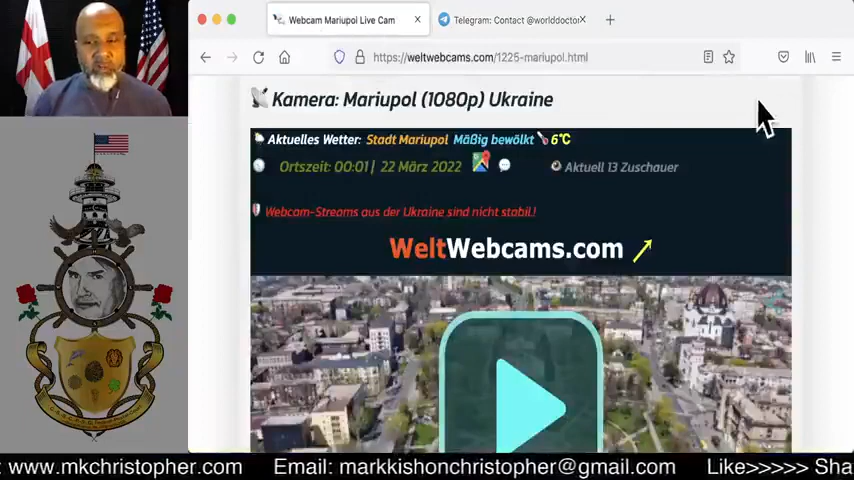 Webcam Mariupol Live Cam
Telegram: Contact @worlddoctor
https://weltwebcams.com/1225-mariupol.html
Kamera: Mariupol (1080p) Ukraine
Aktuelles Wetter: Stadt Mariupol Mäßig bewölkt 6°C
Ortszeit: 00:01 | 22 März 2022 Aktuell 13 Zuschauer
Webcam-Streams aus der Ukraine sind nicht stabil!
WeltWebcams.com
: www.mkchristopher.com Email: markkishonchristopher@gmail.com Like>>>>> Sha